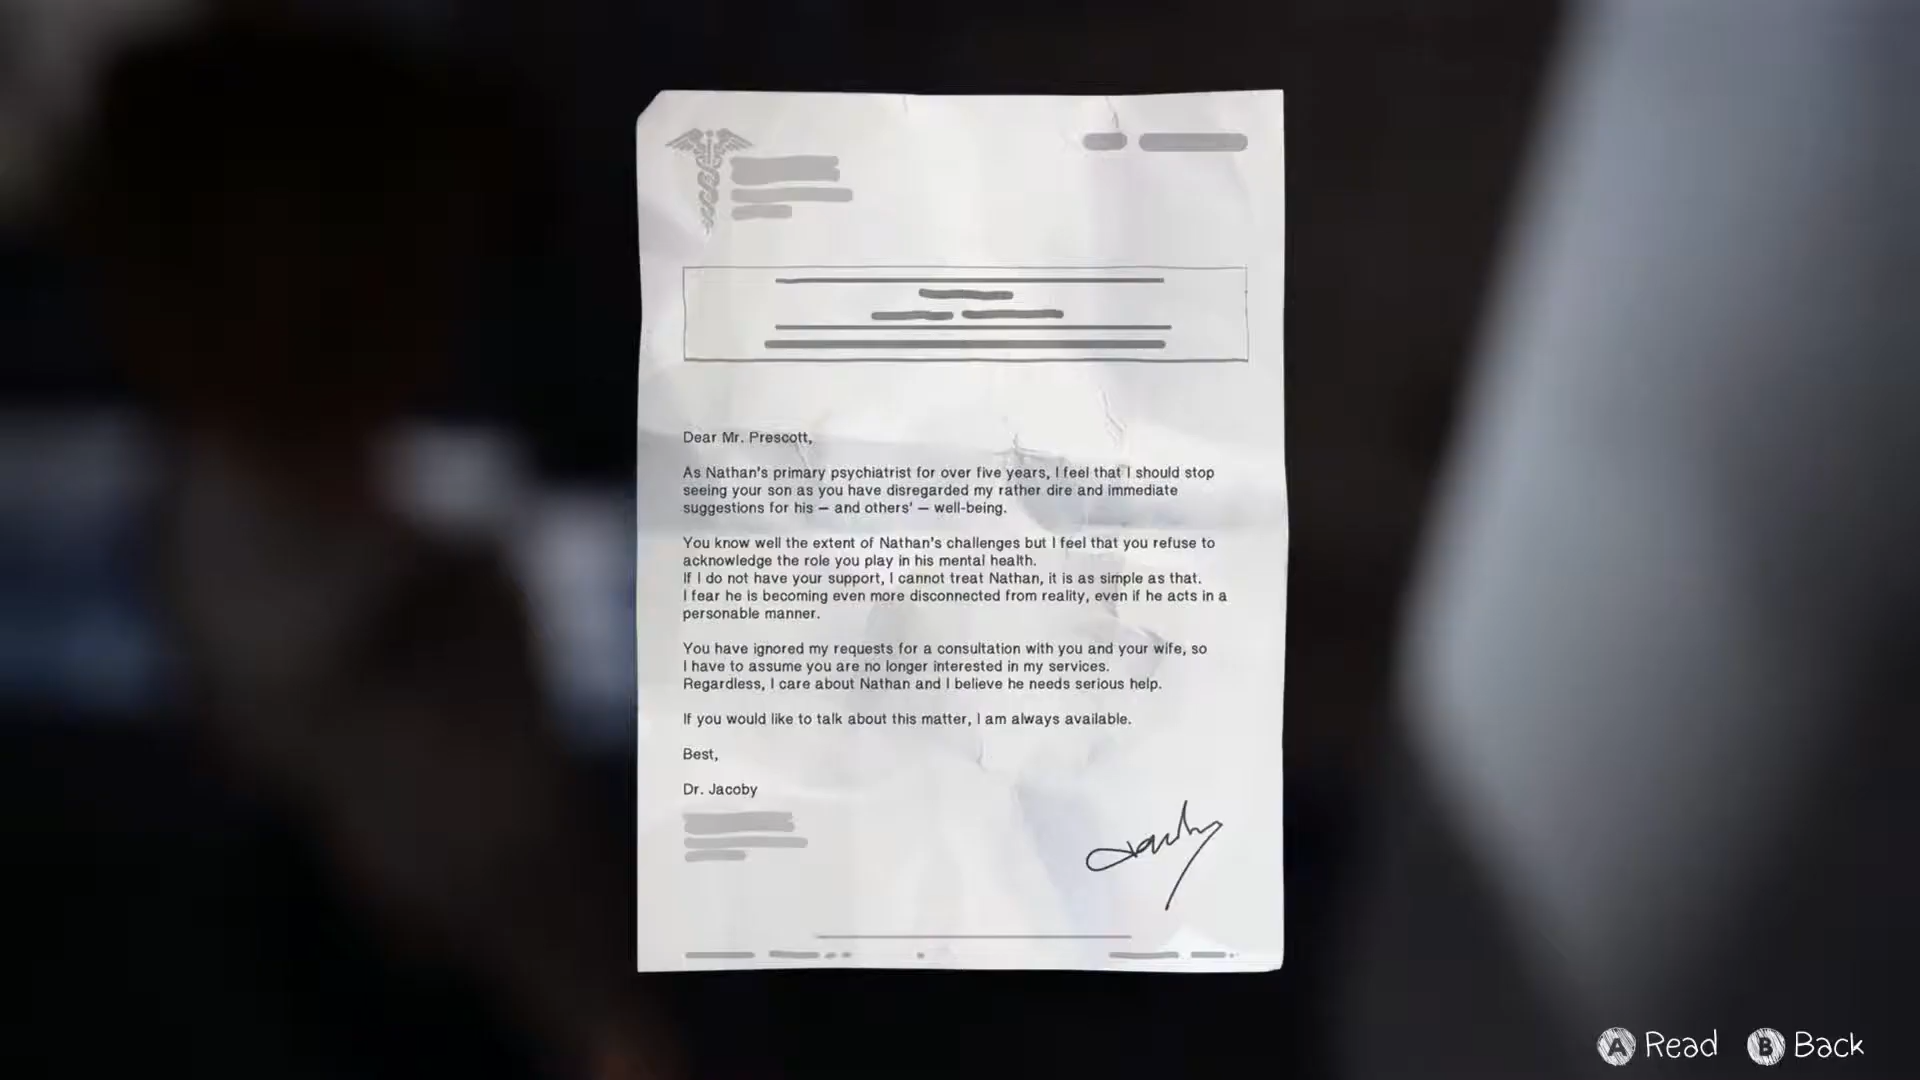 Dear Mr. Prescott,
As Nathan's primary psychiatrist for over five years, I feel that I should stop
seeing your son as you have disregarded my rather dire and immediate
suggestions for his – and others' – well-being.
You know well the extent of Nathan's challenges but I feel that you refuse to
acknowledge the role you play in his mental health.
If I do not have your support, I cannot treat Nathan, it is as simple as that.
I fear he is becoming even more disconnected from reality, even if he acts in a
personable manner.
You have ignored my requests for a consultation with you and your wife, so
I have to assume you are no longer interested in my services.
Regardless, I care about Nathan and I believe he needs serious help.
If you would like to talk about this matter, I am always available.
Best,
Dr. Jacoby
A Read B Back